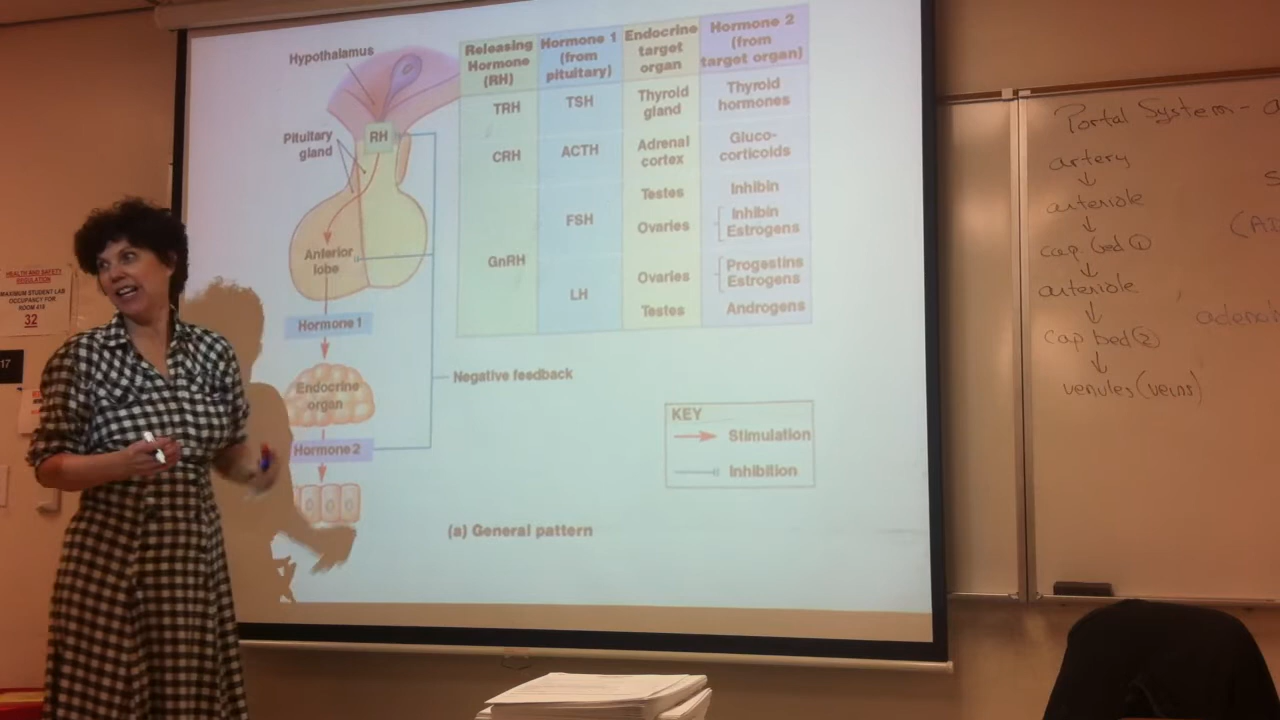 HEALTH AND SAFETY
REGULATION
MAXIMUM STUDENT LAB
OCCUPANCY FOR
ROOM 416
32
17
Hypothalamus
Pituitary
gland
RH
Anterior
lobe
Hormone 1
Endocrine
organ
Hormone 2
Negative feedback
Releasing
Hormone
(RH)
Hormone 1
(from
pituitary)
Endocrine
target
organ
Hormone 2
(from
target organ)
TRH
TSH
Thyroid
gland
Thyroid
hormones
CRH
ACTH
Adrenal
cortex
Gluco-
corticoids
GnRH
FSH
Testes
Inhibin
Ovaries
Inhibin
Estrogens
LH
Ovaries
Progestins
Estrogens
Testes
Androgens
KEY
Stimulation
Inhibition
(a) General pattern
Portal System -
artery
↓
arteriole
↓
cap. bed ①
↓
arteriole
↓
cap bed ②
↓
venules (veins)